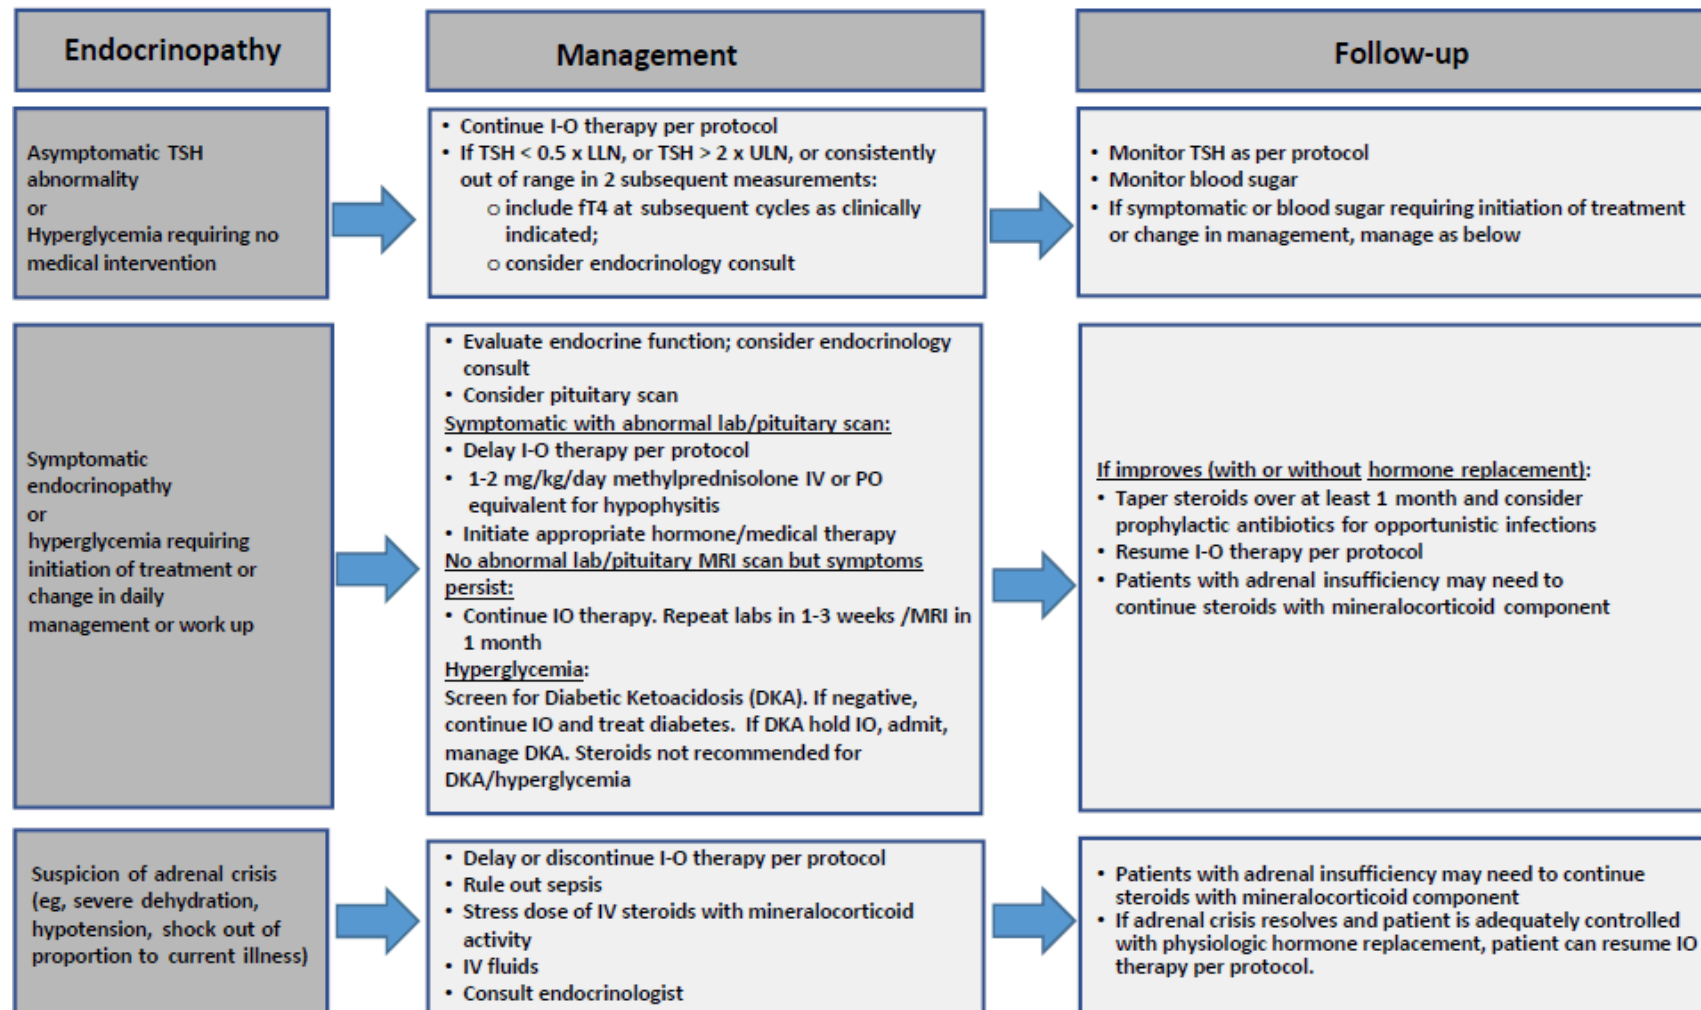 Endocrinopathy
Management
Follow-up
Asymptomatic TSH
abnormality
or
Hyperglycemia requiring no
medical intervention
• Continue I-O therapy per protocol
• If TSH < 0.5 x LLN, or TSH > 2 x ULN, or consistently
out of range in 2 subsequent measurements:
o include fT4 at subsequent cycles as clinically
indicated;
o consider endocrinology consult
• Monitor TSH as per protocol
• Monitor blood sugar
• If symptomatic or blood sugar requiring initiation of treatment
or change in management, manage as below
Symptomatic
endocrinopathy
or
hyperglycemia requiring
initiation of treatment or
change in daily
management or work up
• Evaluate endocrine function; consider endocrinology
consult
• Consider pituitary scan
Symptomatic with abnormal lab/pituitary scan:
• Delay I-O therapy per protocol
• 1-2 mg/kg/day methylprednisolone IV or PO
equivalent for hypophysitis
• Initiate appropriate hormone/medical therapy
No abnormal lab/pituitary MRI scan but symptoms
persist:
• Continue IO therapy. Repeat labs in 1-3 weeks /MRI in
1 month
Hyperglycemia:
Screen for Diabetic Ketoacidosis (DKA). If negative,
continue IO and treat diabetes. If DKA hold IO, admit,
manage DKA. Steroids not recommended for
DKA/hyperglycemia
If improves (with or without hormone replacement):
• Taper steroids over at least 1 month and consider
prophylactic antibiotics for opportunistic infections
• Resume I-O therapy per protocol
• Patients with adrenal insufficiency may need to
continue steroids with mineralocorticoid component
Suspicion of adrenal crisis
(eg, severe dehydration,
hypotension, shock out of
proportion to current illness)
• Delay or discontinue I-O therapy per protocol
• Rule out sepsis
• Stress dose of IV steroids with mineralocorticoid
activity
• IV fluids
• Consult endocrinologist
• Patients with adrenal insufficiency may need to continue
steroids with mineralocorticoid component
• If adrenal crisis resolves and patient is adequately controlled
with physiologic hormone replacement, patient can resume IO
therapy per protocol.